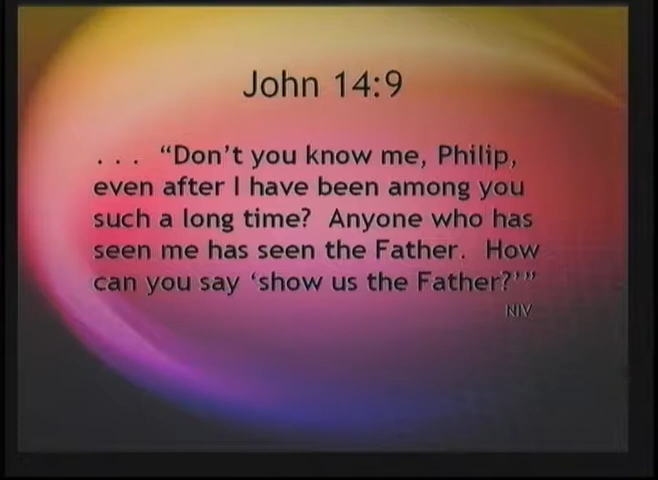 John 14:9
. . . “Don’t you know me, Philip,
even after I have been among you
such a long time? Anyone who has
seen me has seen the Father. How
can you say ‘show us the Father?’”
NIV